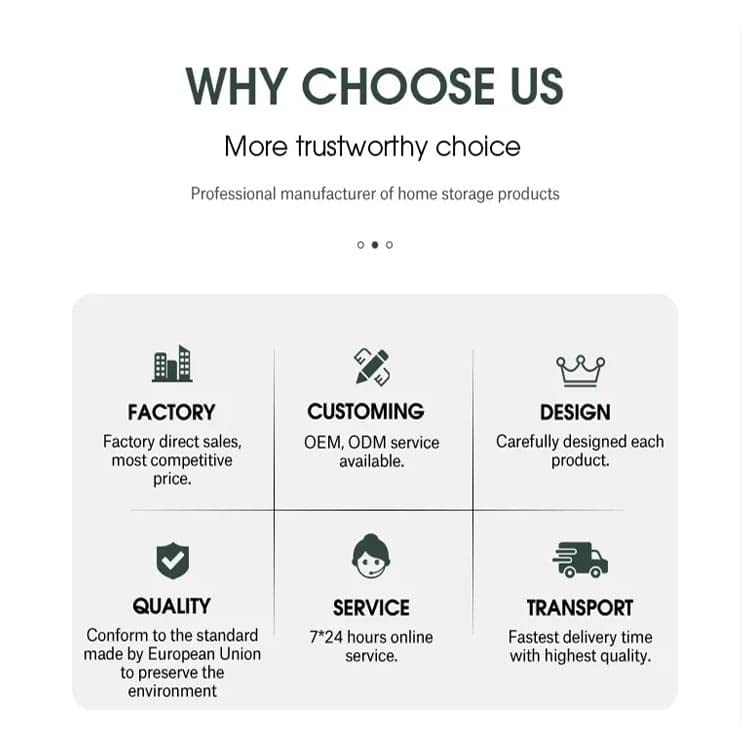 WHY CHOOSE US
More trustworthy choice
Professional manufacturer of home storage products
FACTORY
Factory direct sales,
most competitive
price.
CUSTOMING
OEM, ODM service
available.
DESIGN
Carefully designed each
product.
QUALITY
Conform to the standard
made by European Union
to preserve the
environment
SERVICE
7*24 hours online
service.
TRANSPORT
Fastest delivery time
with highest quality.